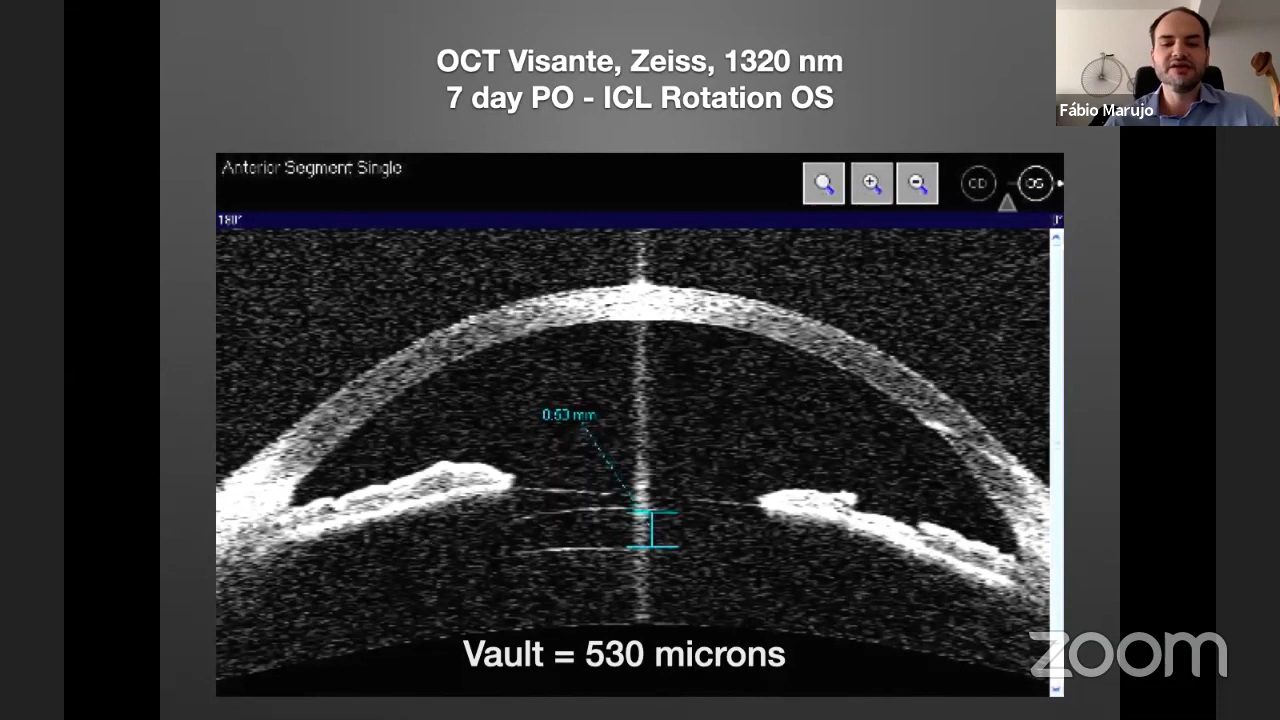 OCT Visante, Zeiss, 1320 nm
7 day PO - ICL Rotation OS
Fábio Marujo
Anterior Segment Single
OD
OS
180°
0°
0.53 mm
Vault = 530 microns
zoom